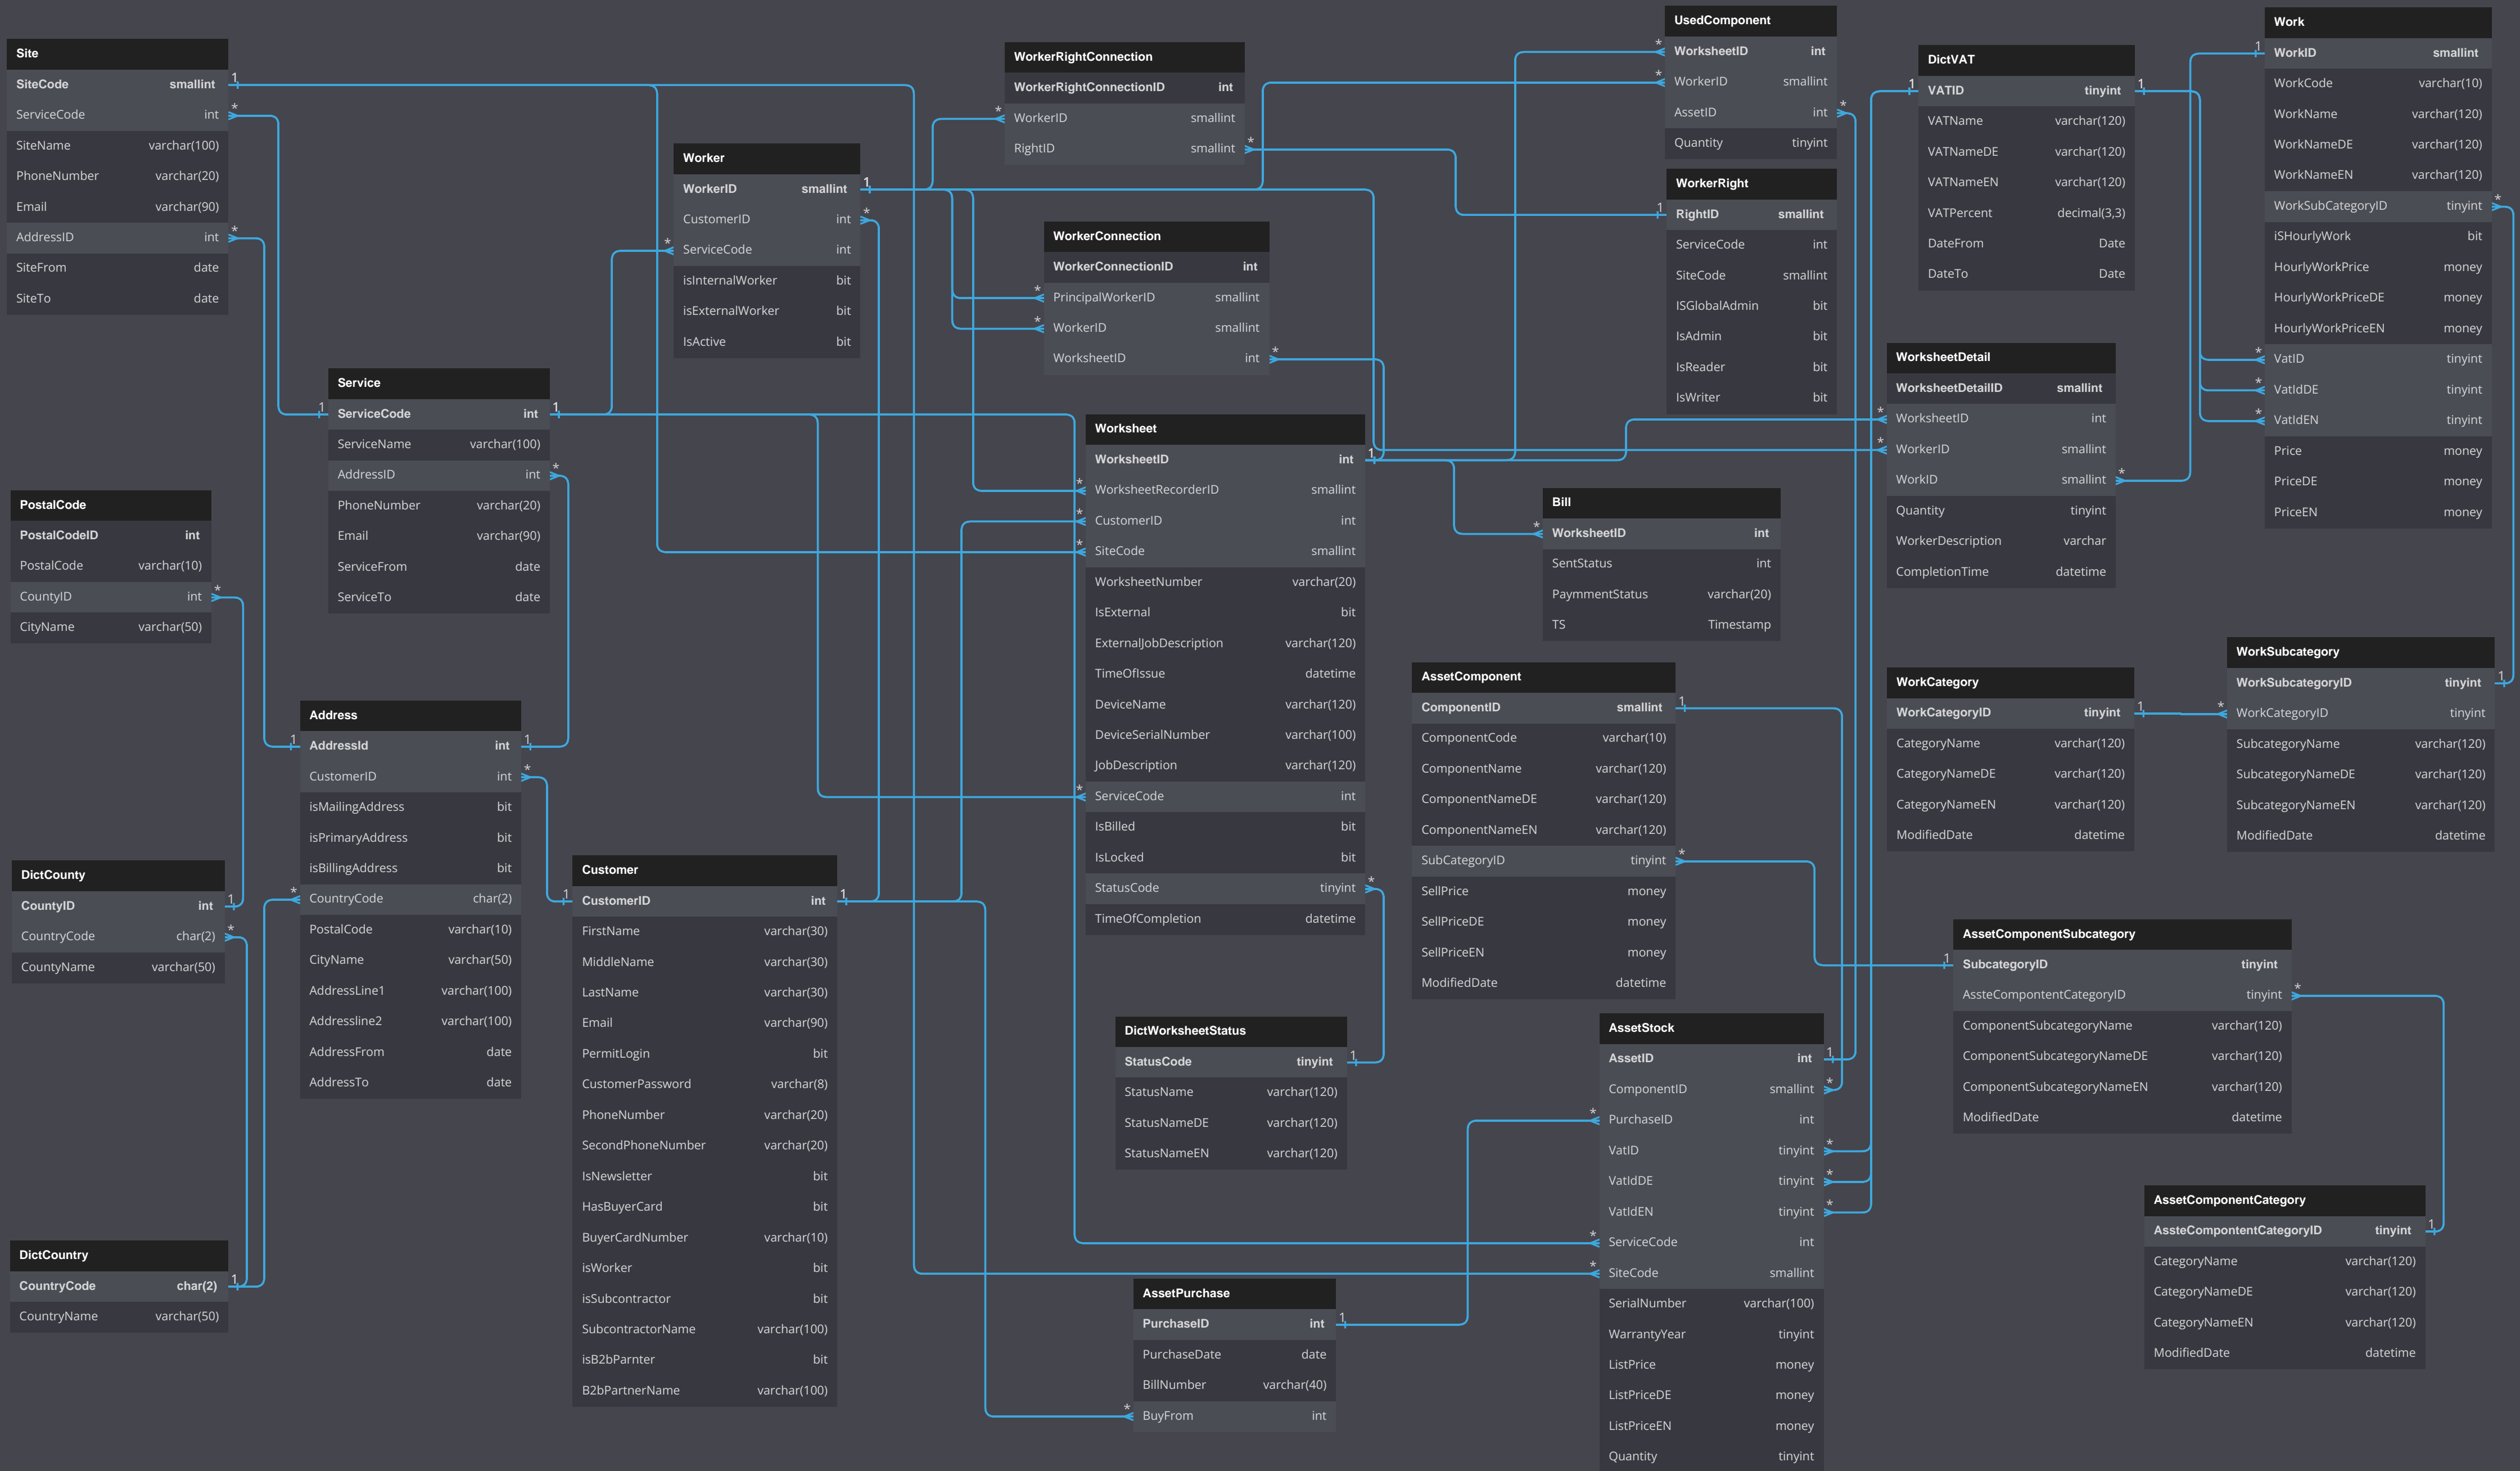 Site
SiteCode smallint
ServiceCode int
SiteName varchar(100)
PhoneNumber varchar(20)
Email varchar(90)
AddressID int
SiteFrom date
SiteTo date
PostalCode
PostalCodeID int
PostalCode varchar(10)
CountyID int
CityName varchar(50)
DictCounty
CountyID int
CountryCode char(2)
CountyName varchar(50)
DictCountry
CountryCode char(2)
CountryName varchar(50)
Service
ServiceCode int
ServiceName varchar(100)
AddressID int
PhoneNumber varchar(20)
Email varchar(90)
ServiceFrom date
ServiceTo date
Address
AddressId int
CustomerID int
isMailingAddress bit
isPrimaryAddress bit
isBillingAddress bit
CountryCode char(2)
PostalCode varchar(10)
CityName varchar(50)
AddressLine1 varchar(100)
Addressline2 varchar(100)
AddressFrom date
AddressTo date
Worker
WorkerID smallint
CustomerID int
ServiceCode int
isInternalWorker bit
isExternalWorker bit
IsActive bit
Customer
CustomerID int
FirstName varchar(30)
MiddleName varchar(30)
LastName varchar(30)
Email varchar(90)
PermitLogin bit
CustomerPassword varchar(8)
PhoneNumber varchar(20)
SecondPhoneNumber varchar(20)
IsNewsletter bit
HasBuyerCard bit
BuyerCardNumber varchar(10)
isWorker bit
isSubcontractor bit
SubcontractorName varchar(100)
isB2bParnter bit
B2bPartnerName varchar(100)
WorkerRightConnection
WorkerRightConnectionID int
WorkerID smallint
RightID smallint
WorkerConnection
WorkerConnectionID int
PrincipalWorkerID smallint
WorkerID smallint
WorksheetID int
Worksheet
WorksheetID int
WorksheetRecorderID smallint
CustomerID int
SiteCode smallint
WorksheetNumber varchar(20)
IsExternal bit
ExternalJobDescription varchar(120)
TimeOfIssue datetime
DeviceName varchar(120)
DeviceSerialNumber varchar(100)
JobDescription varchar(120)
ServiceCode int
IsBilled bit
IsLocked bit
StatusCode tinyint
TimeOfCompletion datetime
DictWorksheetStatus
StatusCode tinyint
StatusName varchar(120)
StatusNameDE varchar(120)
StatusNameEN varchar(120)
AssetPurchase
PurchaseID int
PurchaseDate date
BillNumber varchar(40)
BuyFrom int
UsedComponent
WorksheetID int
WorkerID smallint
AssetID int
Quantity tinyint
WorkerRight
RightID smallint
ServiceCode int
SiteCode smallint
ISGlobalAdmin bit
IsAdmin bit
IsReader bit
IsWriter bit
Bill
WorksheetID int
SentStatus int
PaymmentStatus varchar(20)
TS Timestamp
AssetComponent
ComponentID smallint
ComponentCode varchar(10)
ComponentName varchar(120)
ComponentNameDE varchar(120)
ComponentNameEN varchar(120)
SubCategoryID tinyint
SellPrice money
SellPriceDE money
SellPriceEN money
ModifiedDate datetime
AssetStock
AssetID int
ComponentID smallint
PurchaseID int
VatID tinyint
VatIdDE tinyint
VatIdEN tinyint
ServiceCode int
SiteCode smallint
SerialNumber varchar(100)
WarrantyYear tinyint
ListPrice money
ListPriceDE money
ListPriceEN money
Quantity tinyint
DictVAT
VATID tinyint
VATName varchar(120)
VATNameDE varchar(120)
VATNameEN varchar(120)
VATPercent decimal(3,3)
DateFrom Date
DateTo Date
WorksheetDetail
WorksheetDetailID smallint
WorksheetID int
WorkerID smallint
WorkID smallint
Quantity tinyint
WorkerDescription varchar
CompletionTime datetime
WorkCategory
WorkCategoryID tinyint
CategoryName varchar(120)
CategoryNameDE varchar(120)
CategoryNameEN varchar(120)
ModifiedDate datetime
Work
WorkID smallint
WorkCode varchar(10)
WorkName varchar(120)
WorkNameDE varchar(120)
WorkNameEN varchar(120)
WorkSubCategoryID tinyint
iSHourlyWork bit
HourlyWorkPrice money
HourlyWorkPriceDE money
HourlyWorkPriceEN money
VatID tinyint
VatIdDE tinyint
VatIdEN tinyint
Price money
PriceDE money
PriceEN money
WorkSubcategory
WorkSubcategoryID tinyint
WorkCategoryID tinyint
SubcategoryName varchar(120)
SubcategoryNameDE varchar(120)
SubcategoryNameEN varchar(120)
ModifiedDate datetime
AssetComponentSubcategory
SubcategoryID tinyint
AssteCompontentCategoryID tinyint
ComponentSubcategoryName varchar(120)
ComponentSubcategoryNameDE varchar(120)
ComponentSubcategoryNameEN varchar(120)
ModifiedDate datetime
AssetComponentCategory
AssteCompontentCategoryID tinyint
CategoryName varchar(120)
CategoryNameDE varchar(120)
CategoryNameEN varchar(120)
ModifiedDate datetime